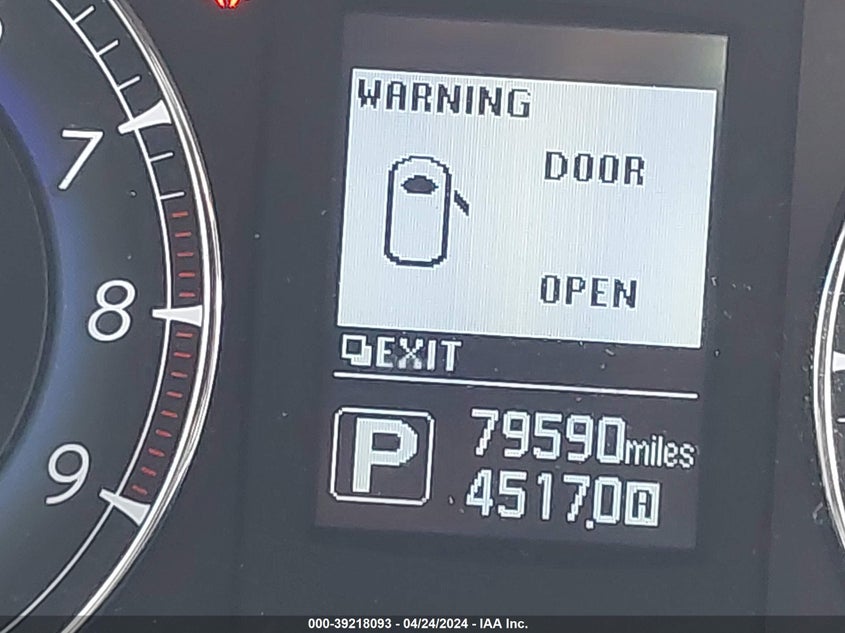 7
8
9
WARNING
DOOR
OPEN
EXIT
P
79590miles
4517.0A
000-39218093 - 04/24/2024 - IAA Inc.